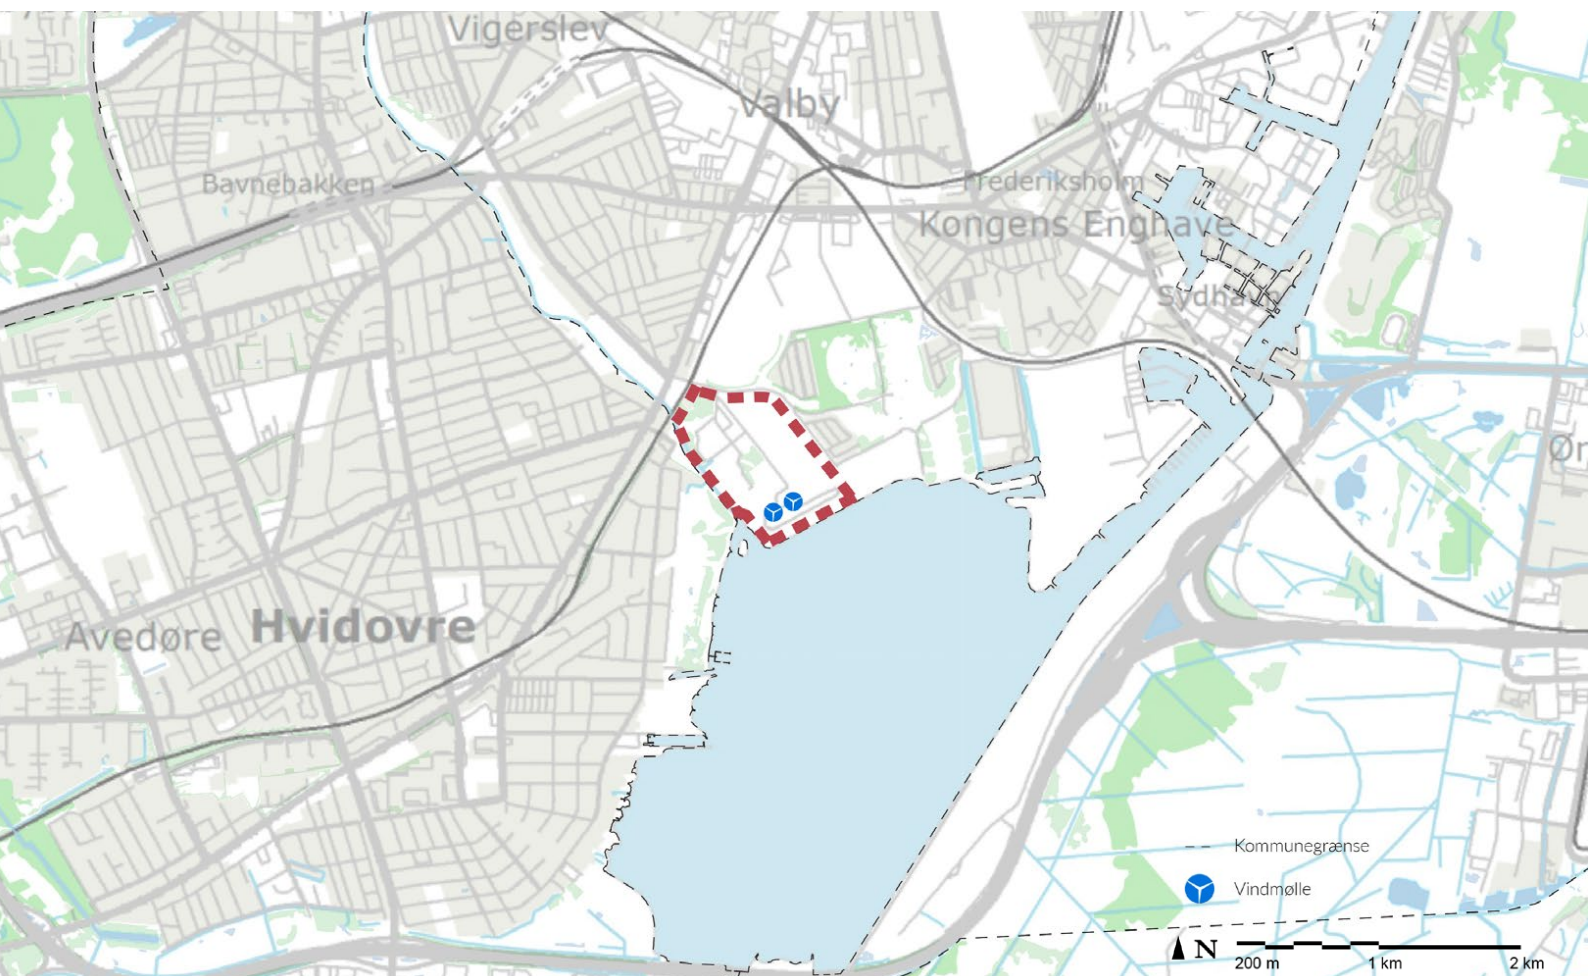 Vigerslev
Valby
Bavnebakken
Frederiksholm
Kongens Enghave
Sydhavn
Hvidovre
Avedøre
Kommunegrænse
Vindmølle
N
200 m 1 km 2 km